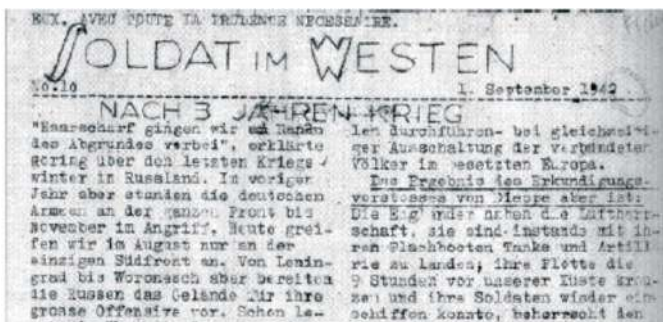 EUX, AVEC TOUTE LA PRUDENCE NECESSAIRE.
SOLDAT IM WESTEN
No.10
1. September 1942
NACH 3 JAHREN KRIEG
"Haarscharf gingen wir am Rande
des Abgrundes vorbei", erklärte
Göring über den letzten Kriegs-
winter in Russland. Im vorigen
Jahr aber standen die deutschen
Armeen an der ganzen Front bis
November im Angriff. Heute grei-
fen wir im August nur an der
einzigen Südfront an. Von Lenin-
grad bis Woronesch aber bereiten
die Russen das Gelände für ihre
grosse Offensive vor. Schon le-
len durchführen- bei gleichzeiti-
ger Ausschaltung der verbündeten
Völker im besetzten Europa.
Das Ergebnis des Erkundigungs-
vorstosses von Dieppe aber ist:
Die Engländer haben die Luftherr-
schaft, sie sind instande mit ih-
ren Flachbooten Tanks und Artill-
rie zu landen; ihre Flotte die
9 Stunden vor unserer Küste kreu-
zen und ihre Soldaten wieder ein-
schiffen konnte, beherrscht den